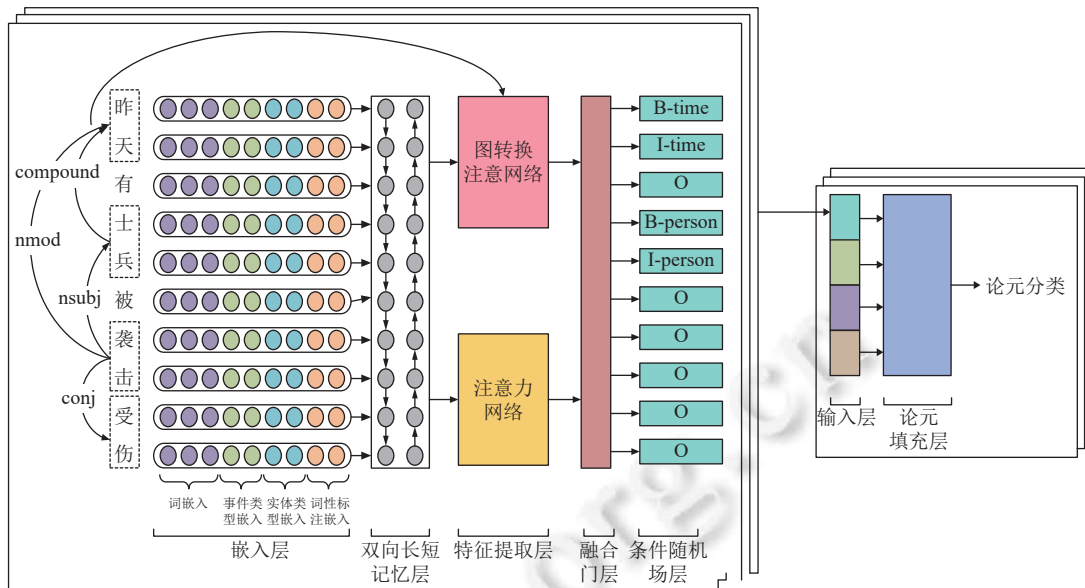 昨
天
有
士
兵
被
袭
击
受
伤
compound
nmod
nsubj
conj
词嵌入
事件类
型嵌入
实体类
型嵌入
词性标
注嵌入
嵌入层
双向长短
记忆层
图转换
注意网络
注意力
网络
特征提取层
融合
门层
B-time
I-time
O
B-person
I-person
O
O
O
O
O
条件随机
场层
输入层
论元
填充层
论元分类
org.cn